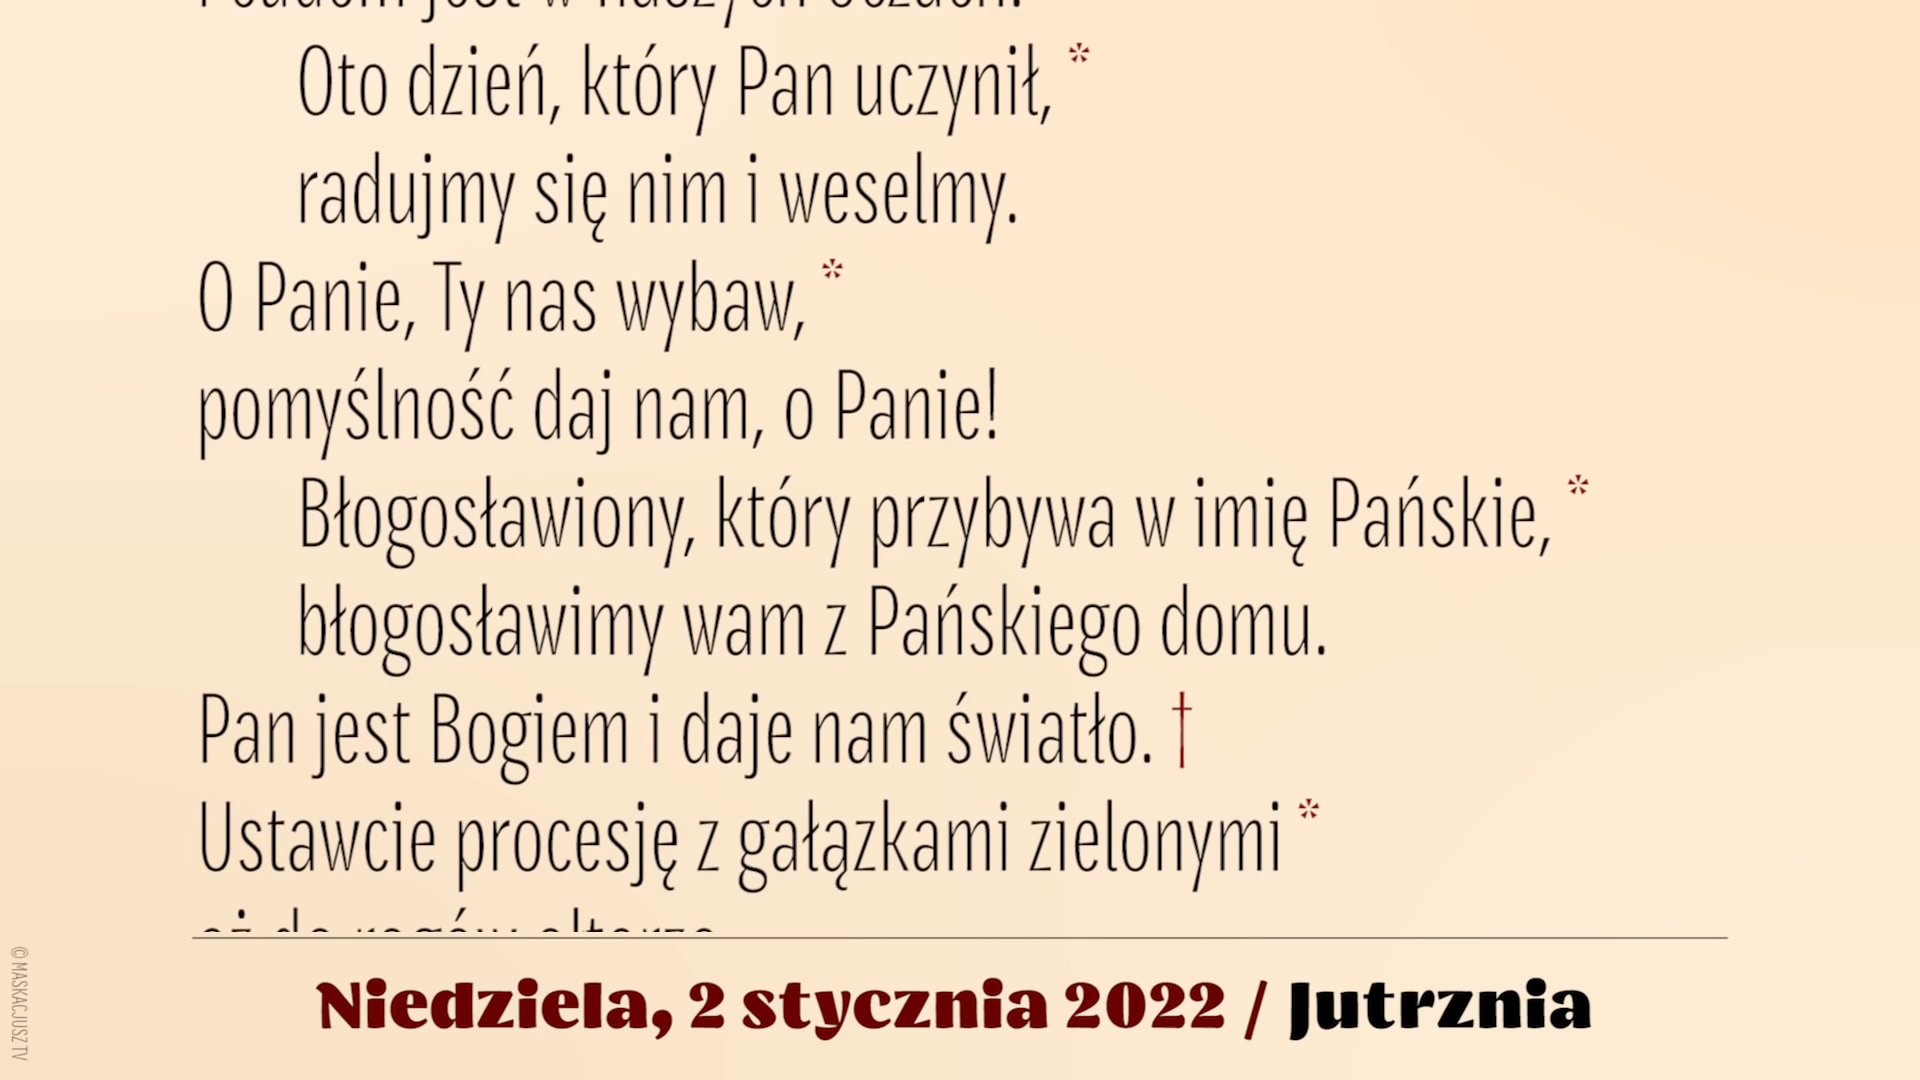 Oto dzień, który Pan uczynił, *
radujmy się nim i weselmy.
O Panie, Ty nas wybaw, *
pomyślność daj nam, o Panie!
Błogosławiony, który przybywa w imię Pańskie, *
błogosławimy wam z Pańskiego domu.
Pan jest Bogiem i daje nam światło. †
Ustawcie procesję z gałązkami zielonymi *
Niedziela, 2 stycznia 2022 / Jutrznia
© MASKACJUSZ TV